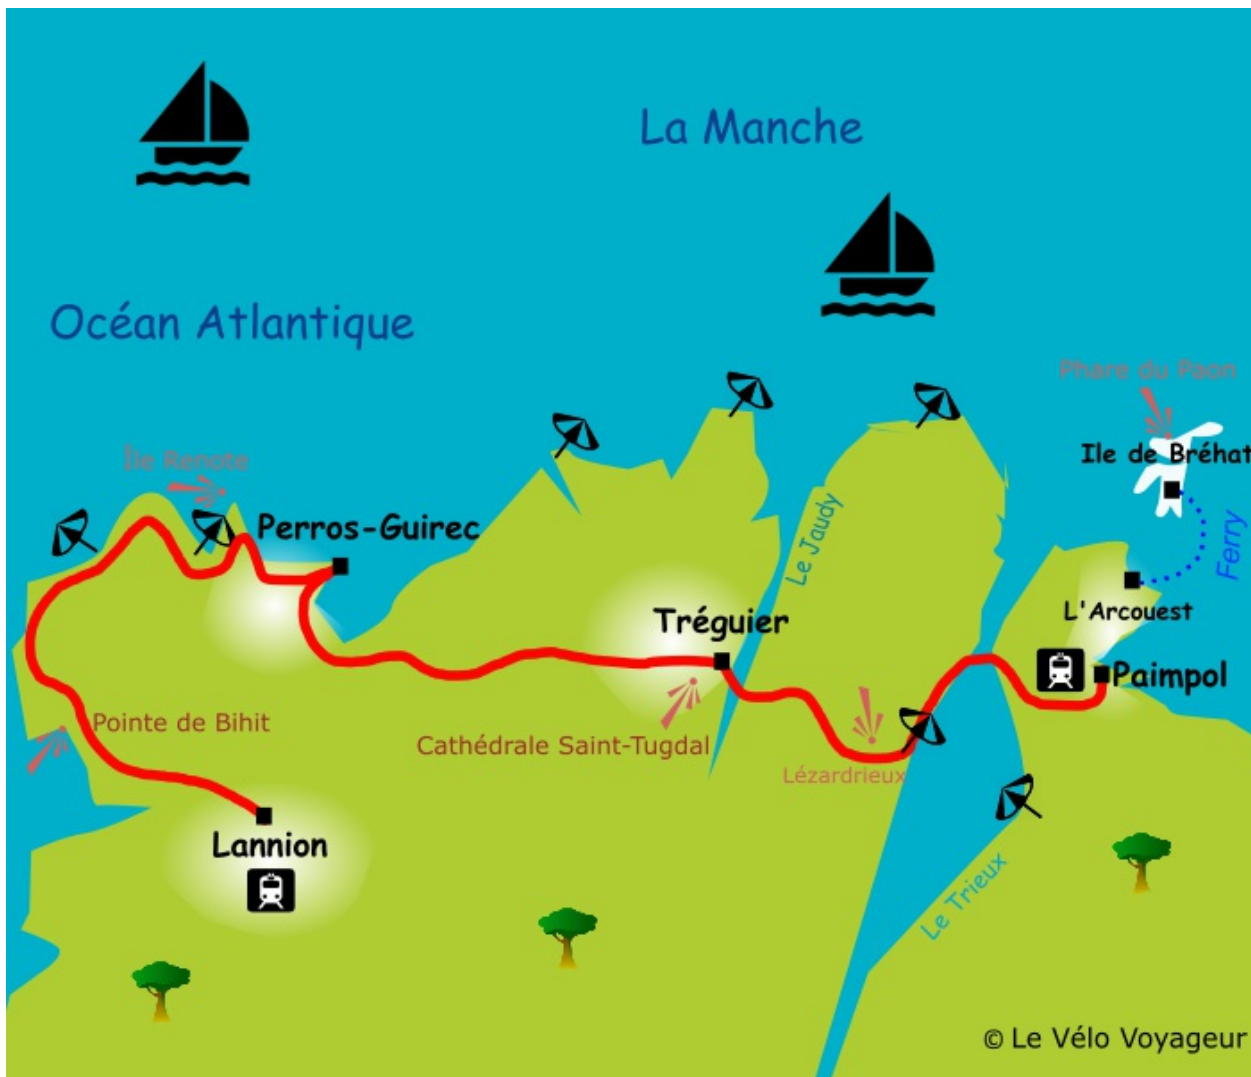 La Manche
Océan Atlantique
Phare du Paon
Ile de Bréhat
Île Renote
Perros-Guirec
Le Jaudy
Ferry
L'Arcouest
Tréguier
Paimpol
Pointe de Bihit
Cathédrale Saint-Tugdal
Lézardrieux
Lannion
Le Trieux
© Le Vélo Voyageur